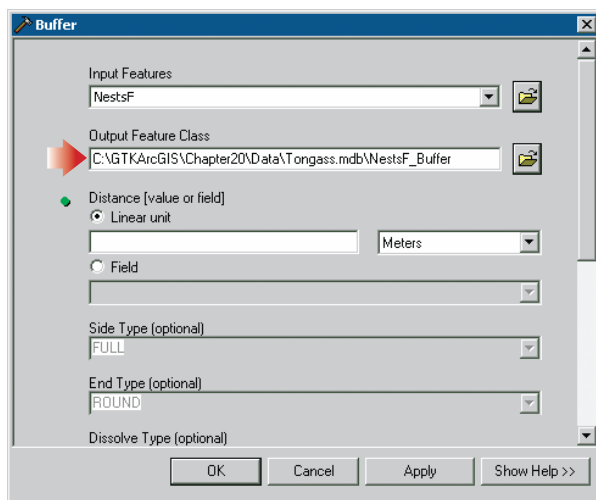 Buffer
Input Features
NestsF
Output Feature Class
C:\GTKArcGIS\Chapter20\Data\Tongass.mdb\NestsF_Buffer
Distance [value or field]
Linear unit
Meters
Field
Side Type (optional)
FULL
End Type (optional)
ROUND
Dissolve Type (optional)
OK Cancel Apply Show Help >>